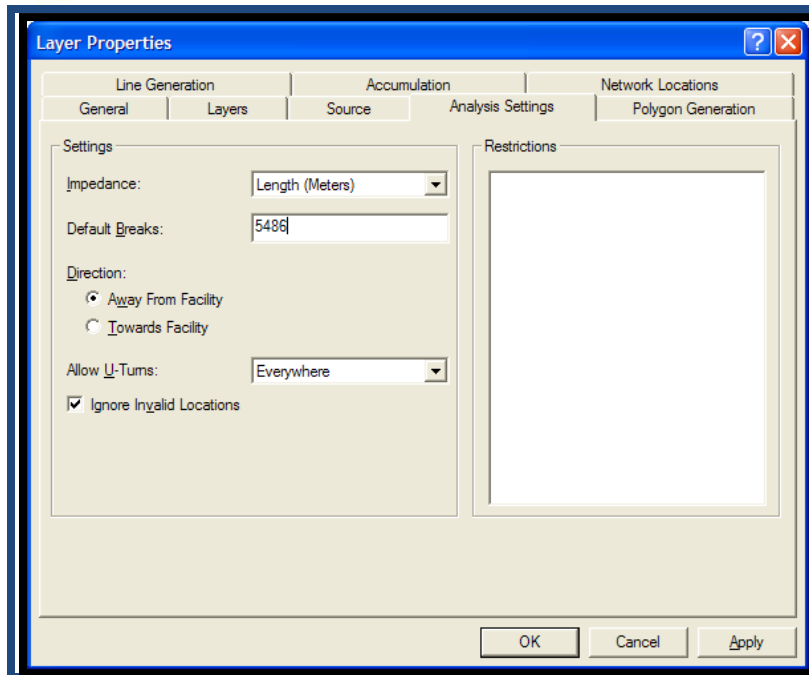 Layer Properties
Line Generation Accumulation Network Locations
General Layers Source Analysis Settings Polygon Generation
Settings
Impedance: Length (Meters)
Default Breaks: 5486
Direction:
Away From Facility
Towards Facility
Allow U-Turns: Everywhere
Ignore Invalid Locations
Restrictions
OK Cancel Apply